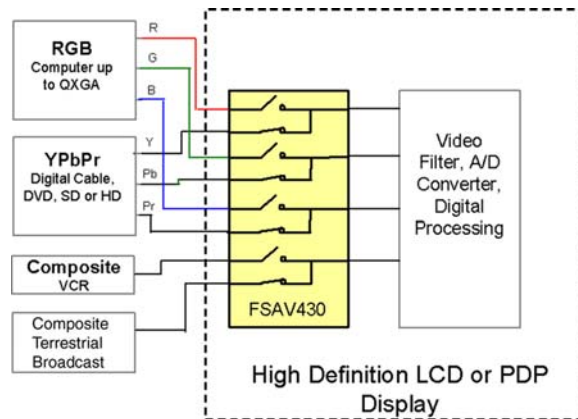 RGB
Computer up
to QXGA
R
G
B
YPbPr
Digital Cable,
DVD, SD or HD
Y
Pb
Pr
Composite
VCR
Composite
Terrestrial
Broadcast
FSAV430
Video
Filter, A/D
Converter,
Digital
Processing
High Definition LCD or PDP
Display